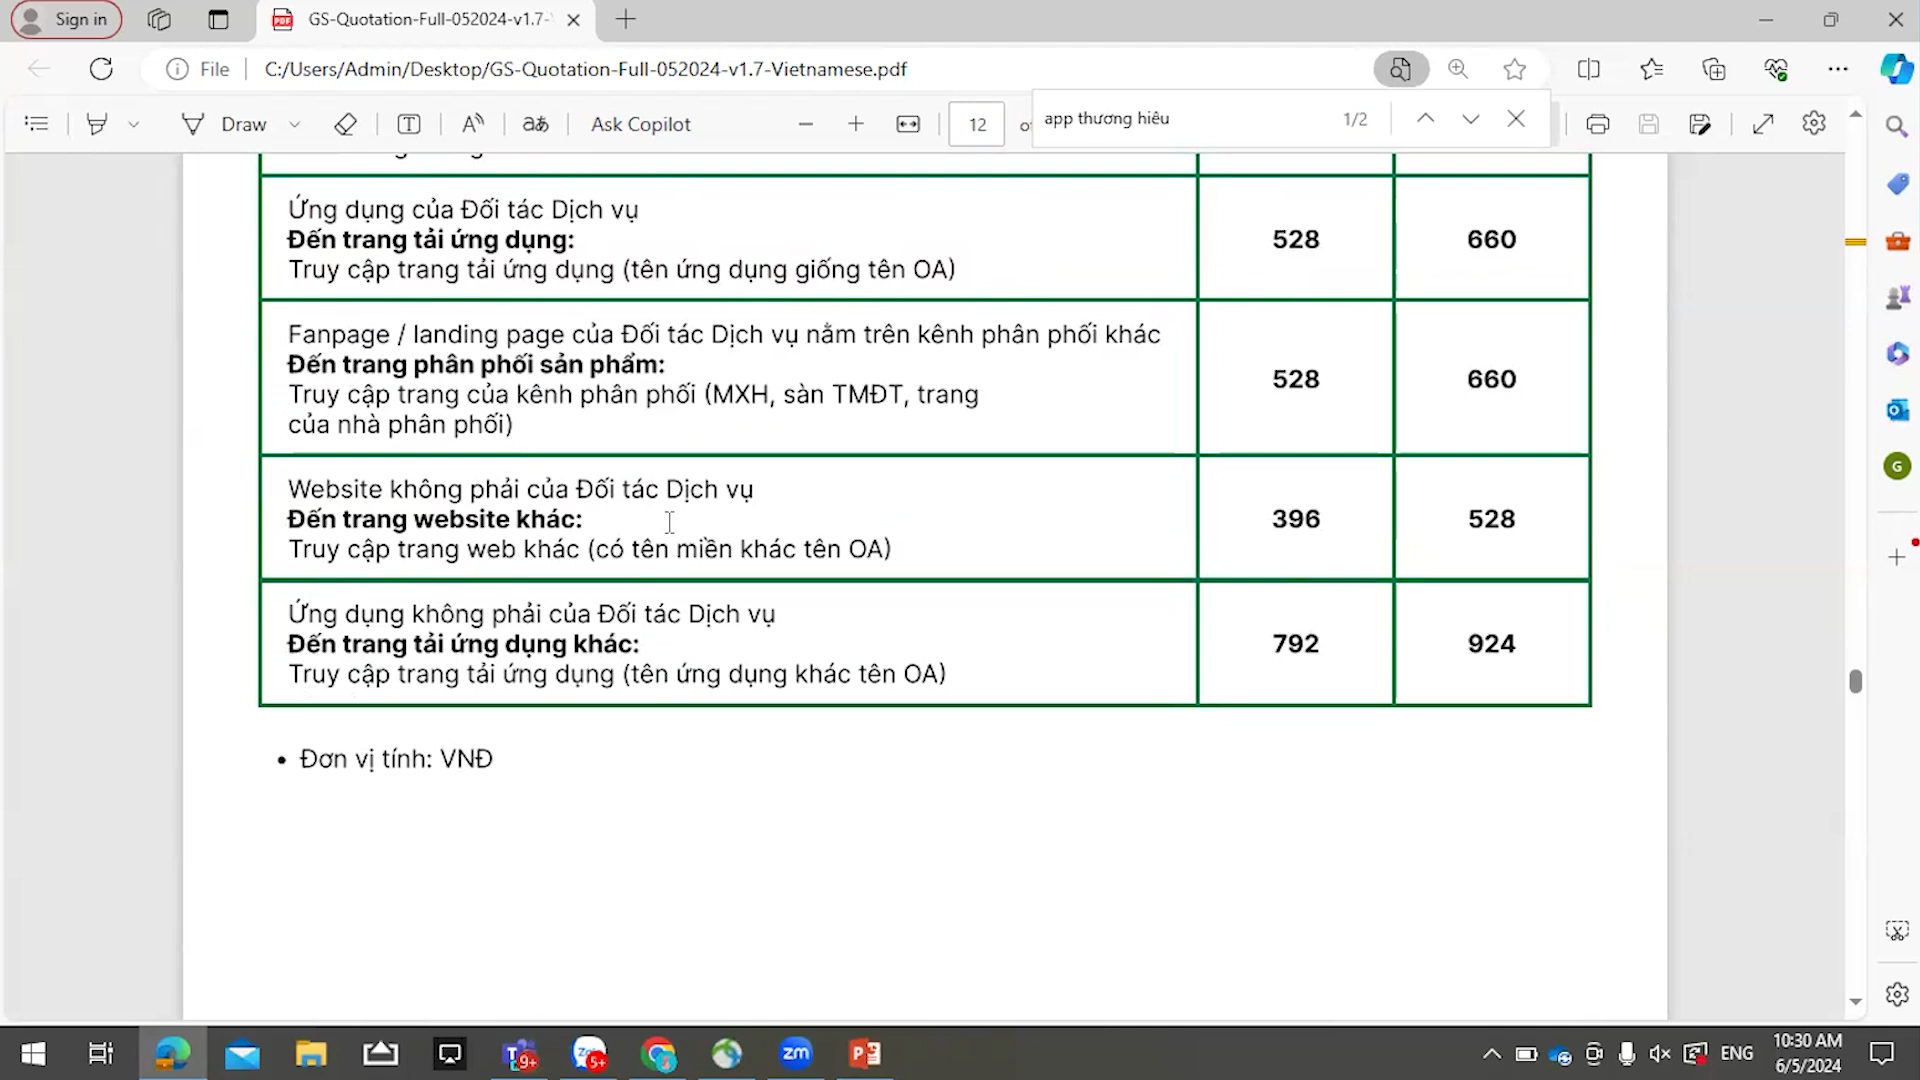 Sign in
GS-Quotation-Full-052024-v1.7-
File
C:/Users/Admin/Desktop/GS-Quotation-Full-052024-v1.7-Vietnamese.pdf
Draw
Ask Copilot
12
app thương hiêu
1/2
Ứng dụng của Đối tác Dịch vụ
Đến trang tải ứng dụng:
Truy cập trang tải ứng dụng (tên ứng dụng giống tên OA)
528
660
Fanpage / landing page của Đối tác Dịch vụ nằm trên kênh phân phối khác
Đến trang phân phối sản phẩm:
Truy cập trang của kênh phân phối (MXH, sàn TMĐT, trang
của nhà phân phối)
528
660
Website không phải của Đối tác Dịch vụ
Đến trang website khác:
Truy cập trang web khác (có tên miền khác tên OA)
396
528
Ứng dụng không phải của Đối tác Dịch vụ
Đến trang tải ứng dụng khác:
Truy cập trang tải ứng dụng (tên ứng dụng khác tên OA)
792
924
• Đơn vị tính: VNĐ
G
9+
5+
zm
ENG
10:30 AM
6/5/2024